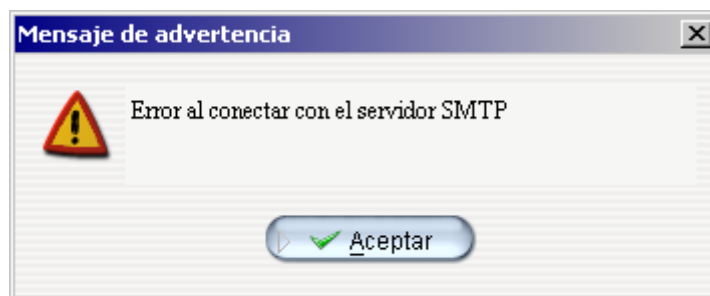 Mensaje de advertencia
Error al conectar con el servidor SMTP
Aceptar